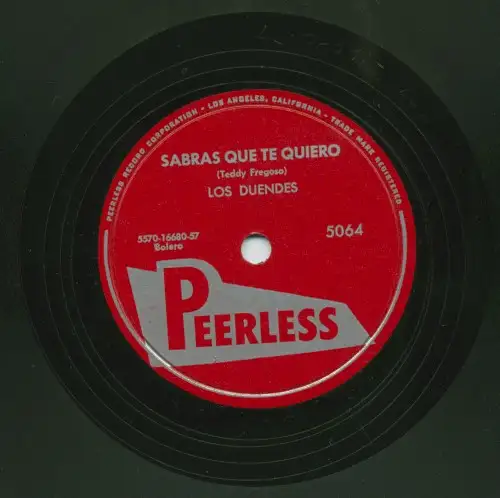 PEERLESS RECORD CORPORATION - LOS ANGELES, CALIFORNIA - TRADE MARK REGISTERED
SABRAS QUE TE QUIERO
(Teddy Fregoso)
LOS DUENDES
5570-16680-57
Bolero
5064
PEERLESS